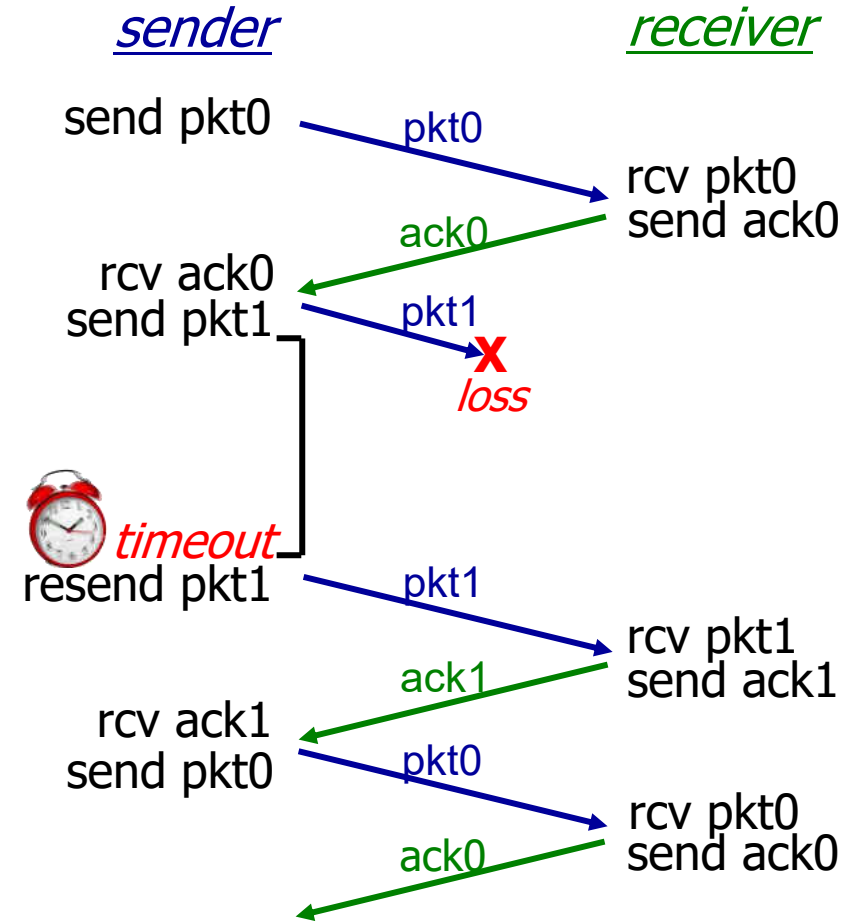 sender
receiver
send pkt0
pkt0
rcv pkt0
send ack0
ack0
rcv ack0
send pkt1
pkt1
X
loss
timeout
resend pkt1
pkt1
rcv pkt1
send ack1
ack1
rcv ack1
send pkt0
pkt0
rcv pkt0
send ack0
ack0